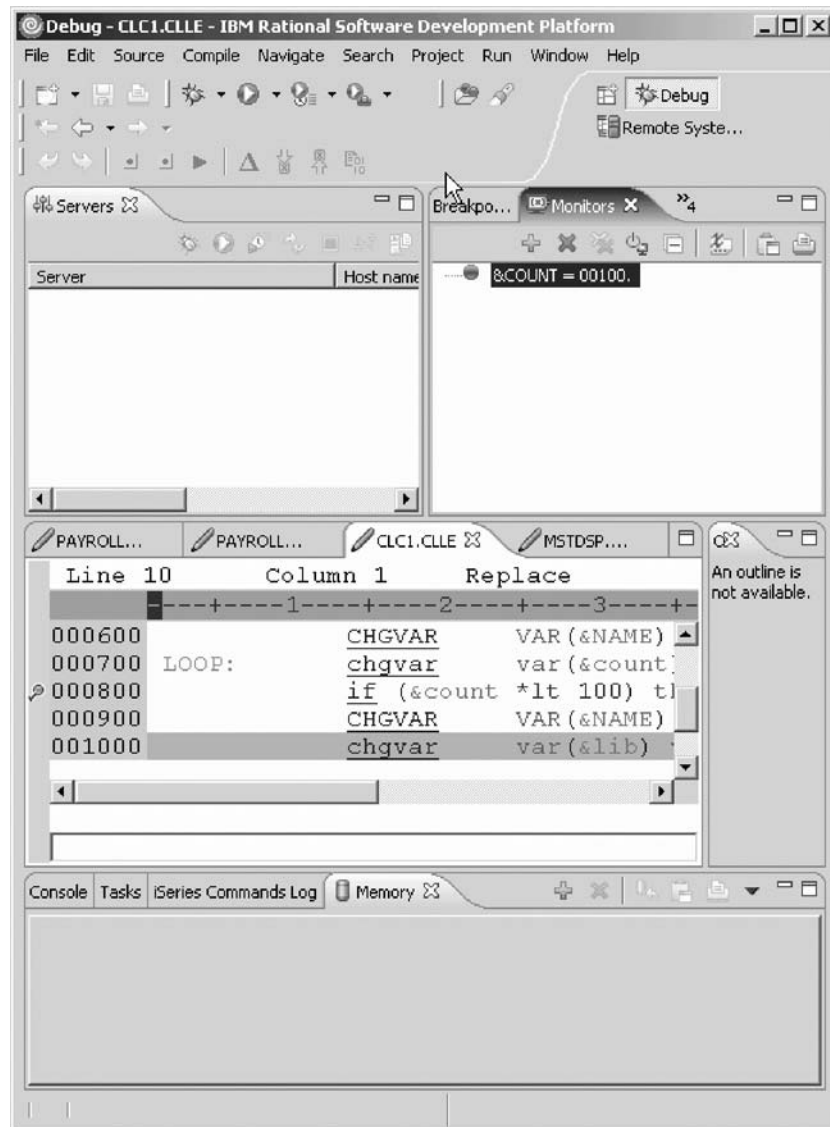 Debug - CLC1.CLLE - IBM Rational Software Development Platform
File Edit Source Compile Navigate Search Project Run Window Help
Debug
Remote Syste...
Servers
Breakpo...
Monitors
4
Server
Host name
&COUNT = 00100.
PAYROLL...
PAYROLL...
CLC1.CLLE
MSTDSP....
An outline is
not available.
Line 10 Column 1 Replace
----+----1----+----2----+----3----+-
000600 CHGVAR VAR(&NAME)
000700 LOOP: chgvar var(&count)
000800 if (&count *lt 100) t
000900 CHGVAR VAR(&NAME)
001000 chgvar var(&lib)
Console
Tasks
iSeries Commands Log
Memory